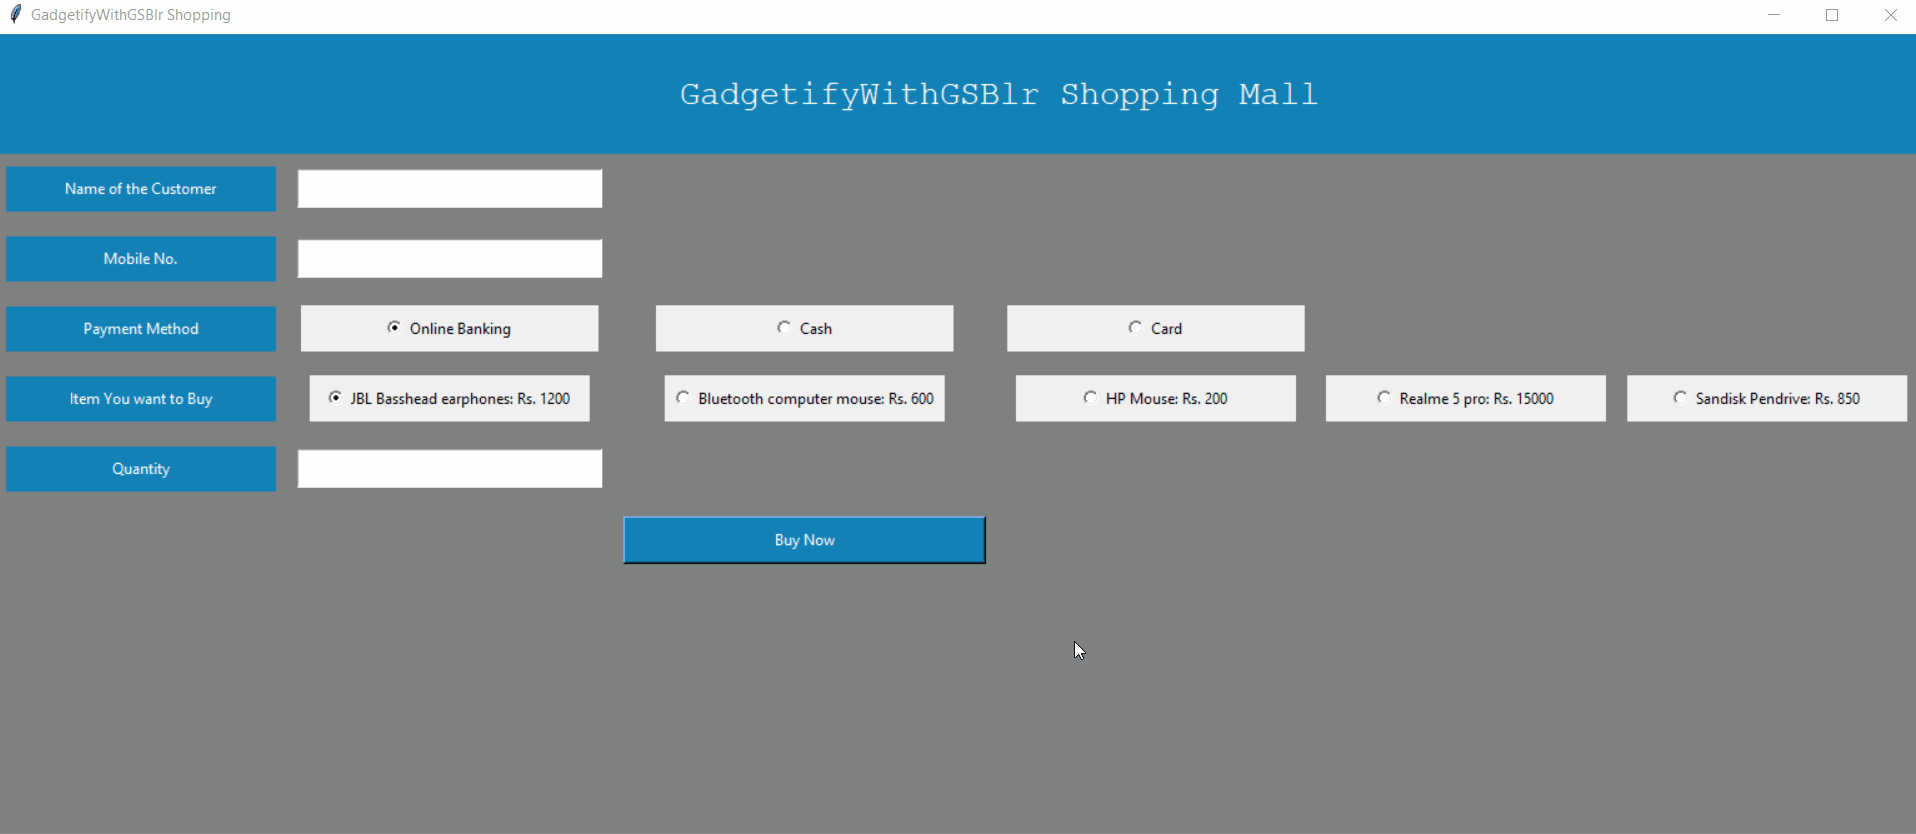 GadgetifyWithGSBlr Shopping
GadgetifyWithGSBlr Shopping Mall
Name of the Customer
Mobile No.
Payment Method Online Banking Cash Card
Item You want to Buy JBL Basshead earphones: Rs. 1200 Bluetooth computer mouse: Rs. 600 HP Mouse: Rs. 200 Realme 5 pro: Rs. 15000 Sandisk Pendrive: Rs. 850
Quantity
Buy Now